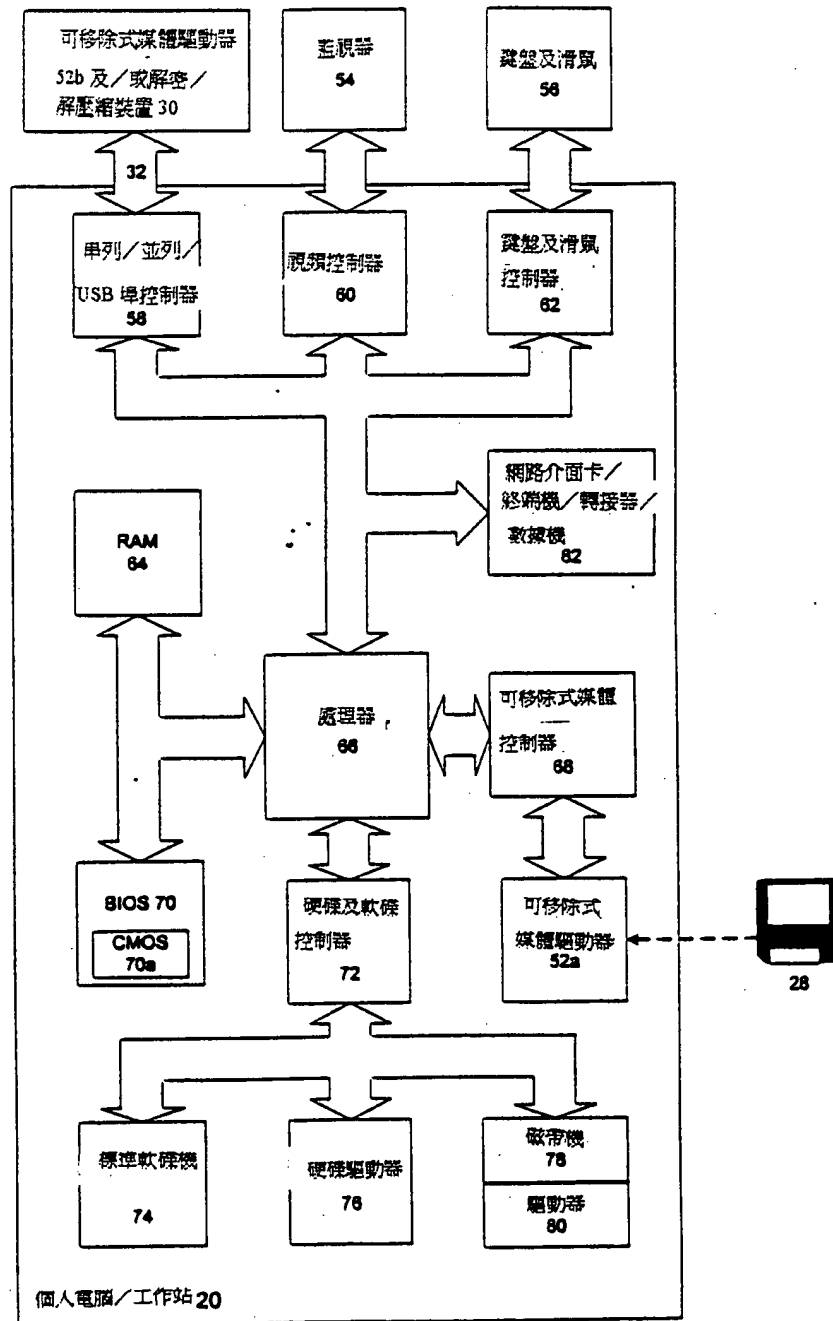 可移除式媒體驅動器
52b 及／或解密／
解壓縮裝置 30
監視器
54
鍵盤及滑鼠
56
32
串列／並列／
USB 埠控制器
58
視頻控制器
60
鍵盤及滑鼠
控制器
62
網路介面卡／
終端機／轉接器／
數據機
82
RAM
64
處理器
66
可移除式媒體
控制器
68
BIOS 70
CMOS
70a
硬碟及軟碟
控制器
72
可移除式
媒體驅動器
52a
28
標準軟碟機
74
硬碟驅動器
76
磁帶機
78
驅動器
80
個人電腦／工作站 20